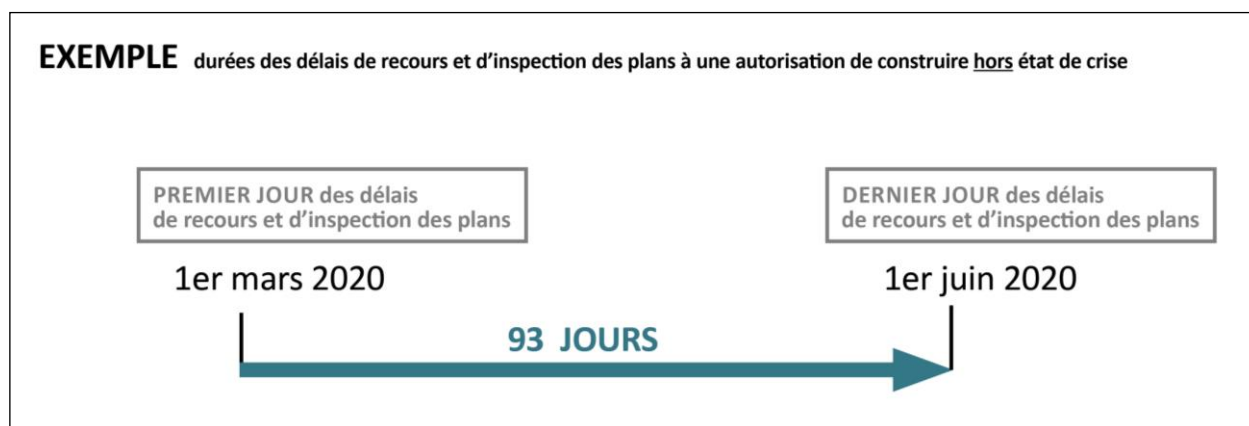 EXEMPLE durées des délais de recours et d’inspection des plans à une autorisation de construire hors état de crise
PREMIER JOUR des délais
de recours et d’inspection des plans
DERNIER JOUR des délais
de recours et d’inspection des plans
1er mars 2020
1er juin 2020
93 JOURS